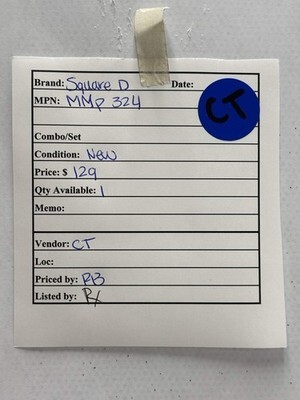 Brand: Square D Date:
MPN: MMP 324
CT
Combo/Set
Condition: New
Price: $ 129
Qty Available: 1
Memo:
Vendor: CT
Loc:
Priced by: RB
Listed by: Rx